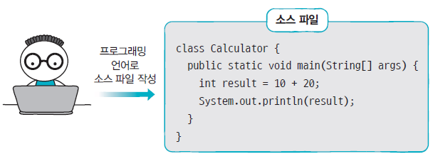 프로그래밍
언어로
소스 파일 작성
소스 파일
class Calculator {
  public static void main(String[] args) {
    int result = 10 + 20;
    System.out.println(result);
  }
}